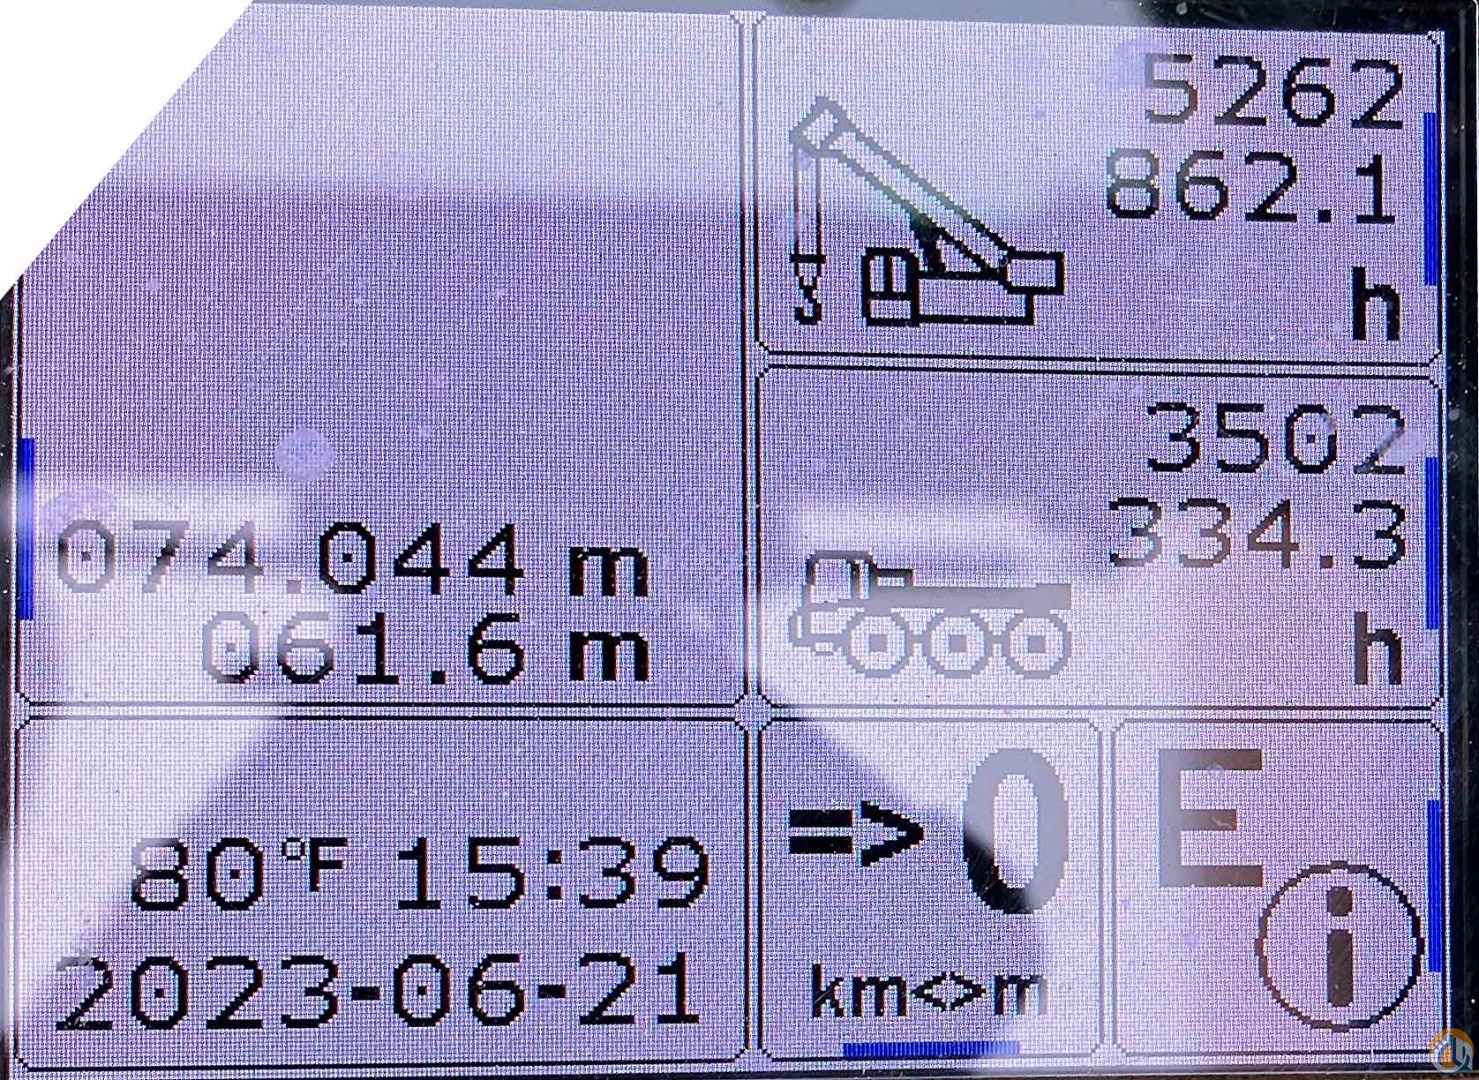 5262
862.1
h
3502
334.3
h
074.044 m
061.6 m
80°F 15:39
2023-06-21
=> 0
km<>m
E
i